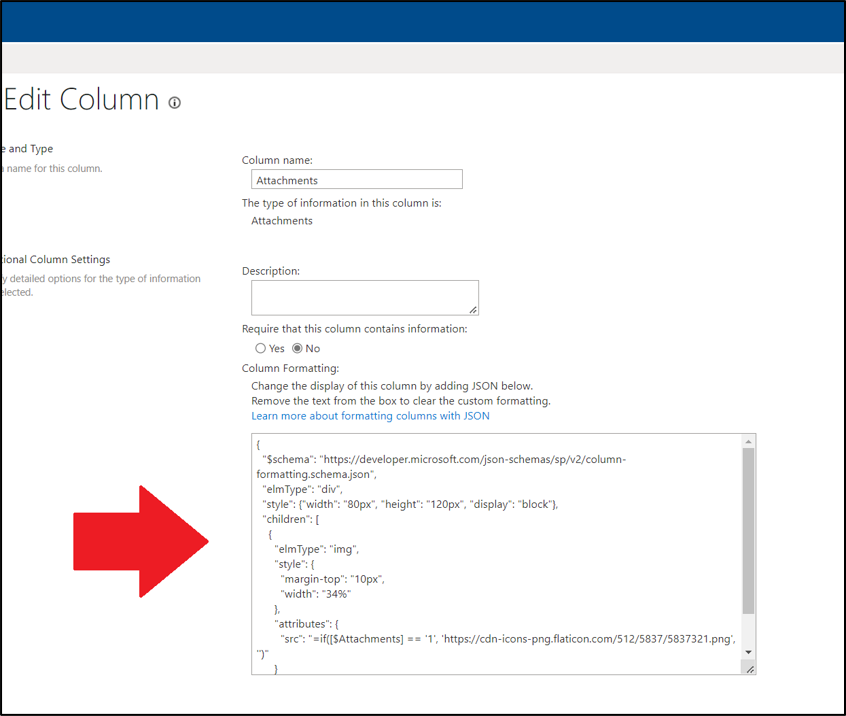 Edit Column
e and Type
a name for this column.
Column name:
Attachments
The type of information in this column is:
Attachments
tional Column Settings
y detailed options for the type of information
elected.
Description:
Require that this column contains information:
Yes No
Column Formatting:
Change the display of this column by adding JSON below.
Remove the text from the box to clear the custom formatting.
Learn more about formatting columns with JSON
{
"$schema": "https://developer.microsoft.com/json-schemas/sp/v2/column-
formatting.schema.json",
"elmType": "div",
"style": {"width": "80px", "height": "120px", "display": "block"},
"children": [
{
"elmType": "img",
"style": {
"margin-top": "10px",
"width": "34%"
},
"attributes": {
"src": "=if([$Attachments] == '1', 'https://cdn-icons-png.flaticon.com/512/5837/5837321.png',
'')"
}